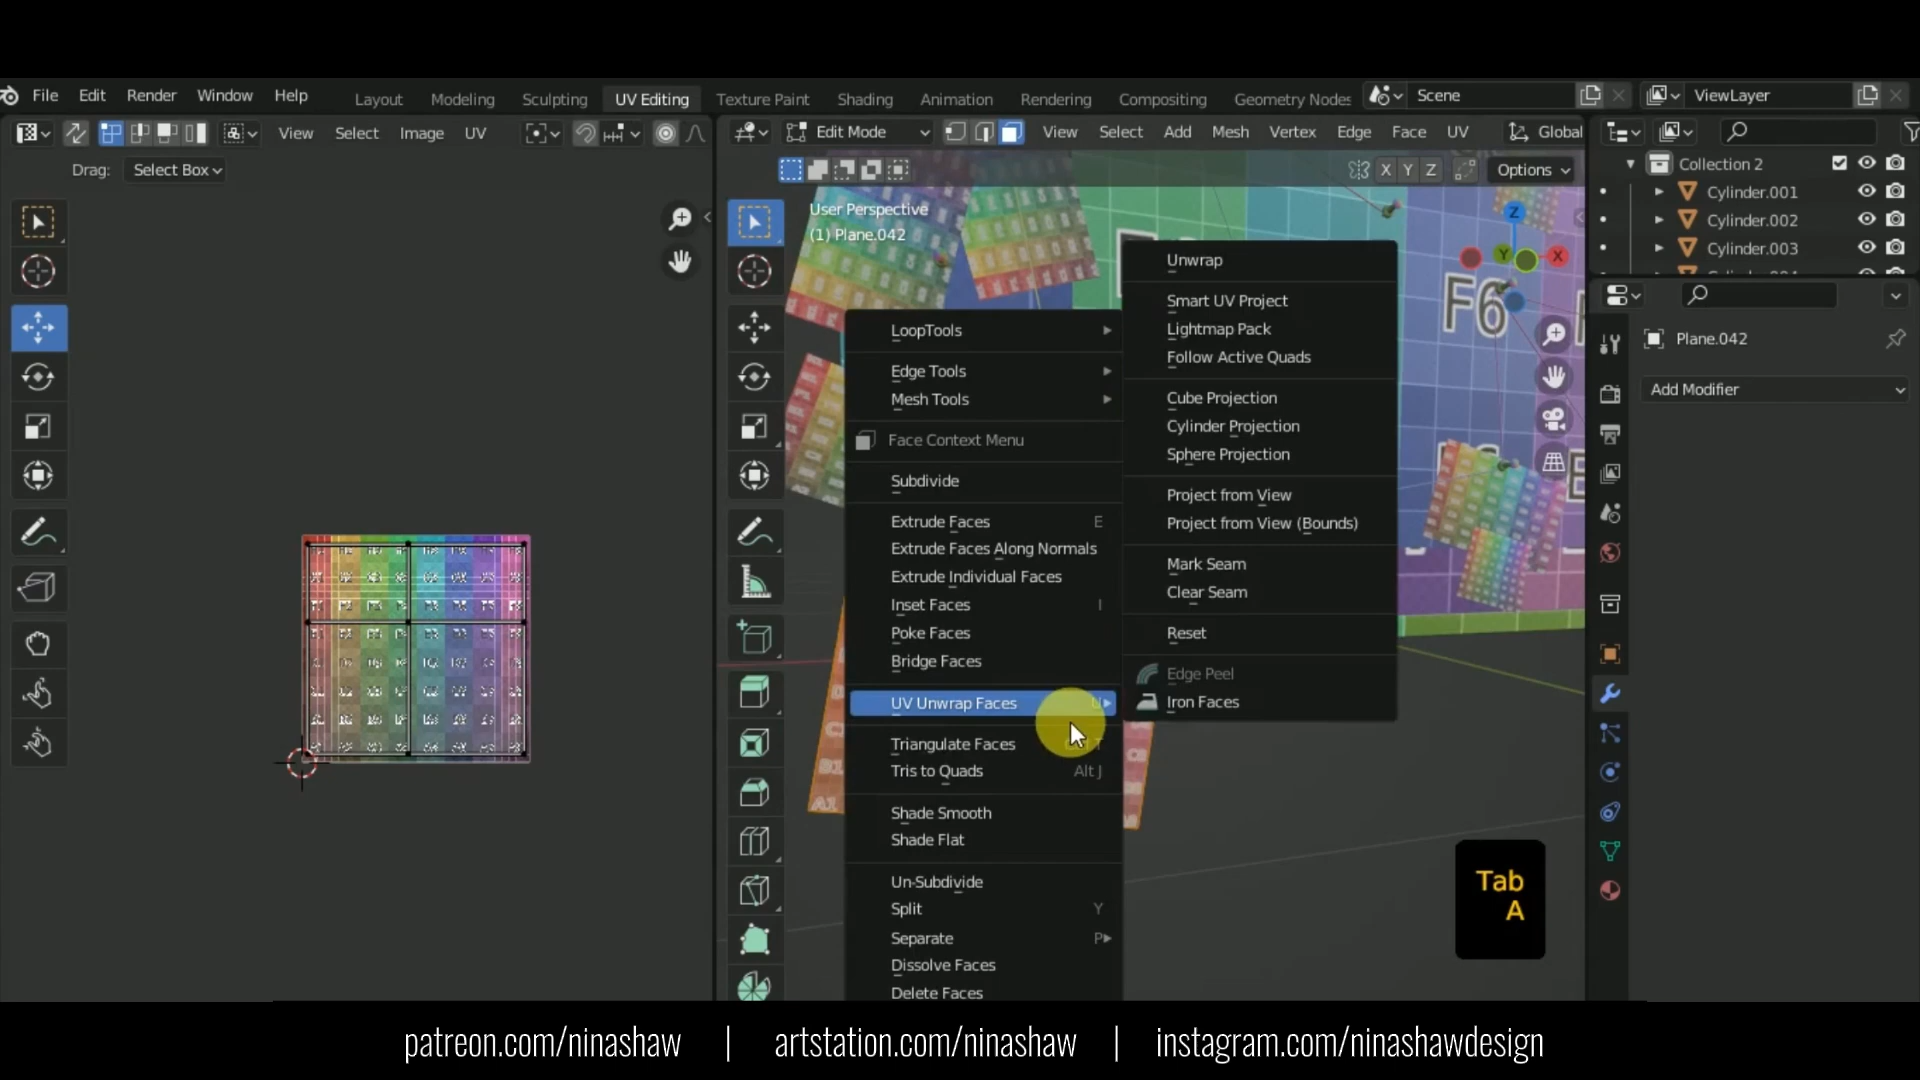 File Edit Render Window Help Layout Modeling Sculpting UV Editing Texture Paint Shading Animation Rendering Compositing Geometry Nodes Scene ViewLayer
View Select Image UV Edit Mode View Select Add Mesh Vertex Edge Face UV Global
Drag: Select Box X Y Z Options
Collection 2
Cylinder.001
Cylinder.002
Cylinder.003
User Perspective
(1) Plane.042
Z
Y X
F6
LoopTools
Edge Tools
Mesh Tools
Face Context Menu
Subdivide
Extrude Faces E
Extrude Faces Along Normals
Extrude Individual Faces
Inset Faces I
Poke Faces
Bridge Faces
UV Unwrap Faces U
Triangulate Faces T
Tris to Quads Alt J
Shade Smooth
Shade Flat
Un-Subdivide
Split Y
Separate P
Dissolve Faces
Delete Faces
Unwrap
Smart UV Project
Lightmap Pack
Follow Active Quads
Cube Projection
Cylinder Projection
Sphere Projection
Project from View
Project from View (Bounds)
Mark Seam
Clear Seam
Reset
Edge Peel
Iron Faces
Plane.042
Add Modifier
A1
Tab
A
patreon.com/ninashaw | artstation.com/ninashaw | instagram.com/ninashawdesign